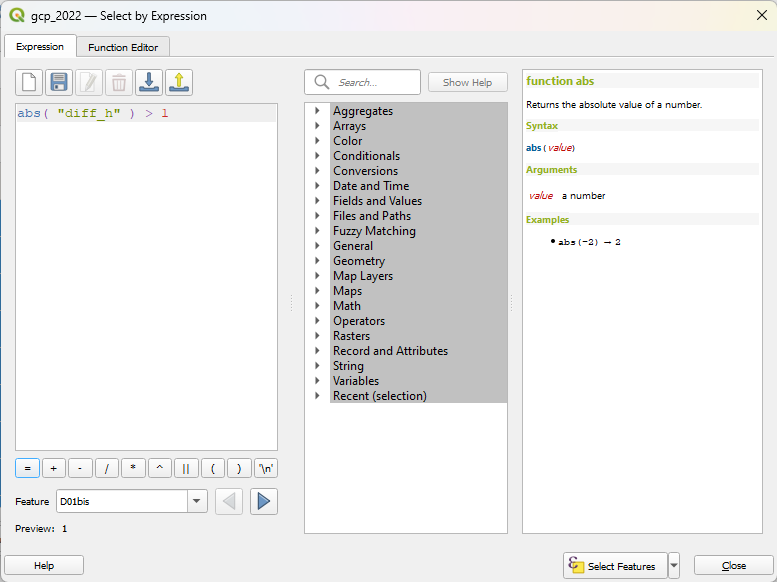 gcp_2022 — Select by Expression
Expression
Function Editor
abs( "diff_h" ) > 1
= + - / * ^ || ( ) '\n'
Feature D01bis
Preview: 1
Search...
Show Help
Aggregates
Arrays
Color
Conditionals
Conversions
Date and Time
Fields and Values
Files and Paths
Fuzzy Matching
General
Geometry
Map Layers
Maps
Math
Operators
Rasters
Record and Attributes
String
Variables
Recent (selection)
function abs
Returns the absolute value of a number.
Syntax
abs(value)
Arguments
value a number
Examples
• abs(-2) → 2
Help
ε Select Features
Close